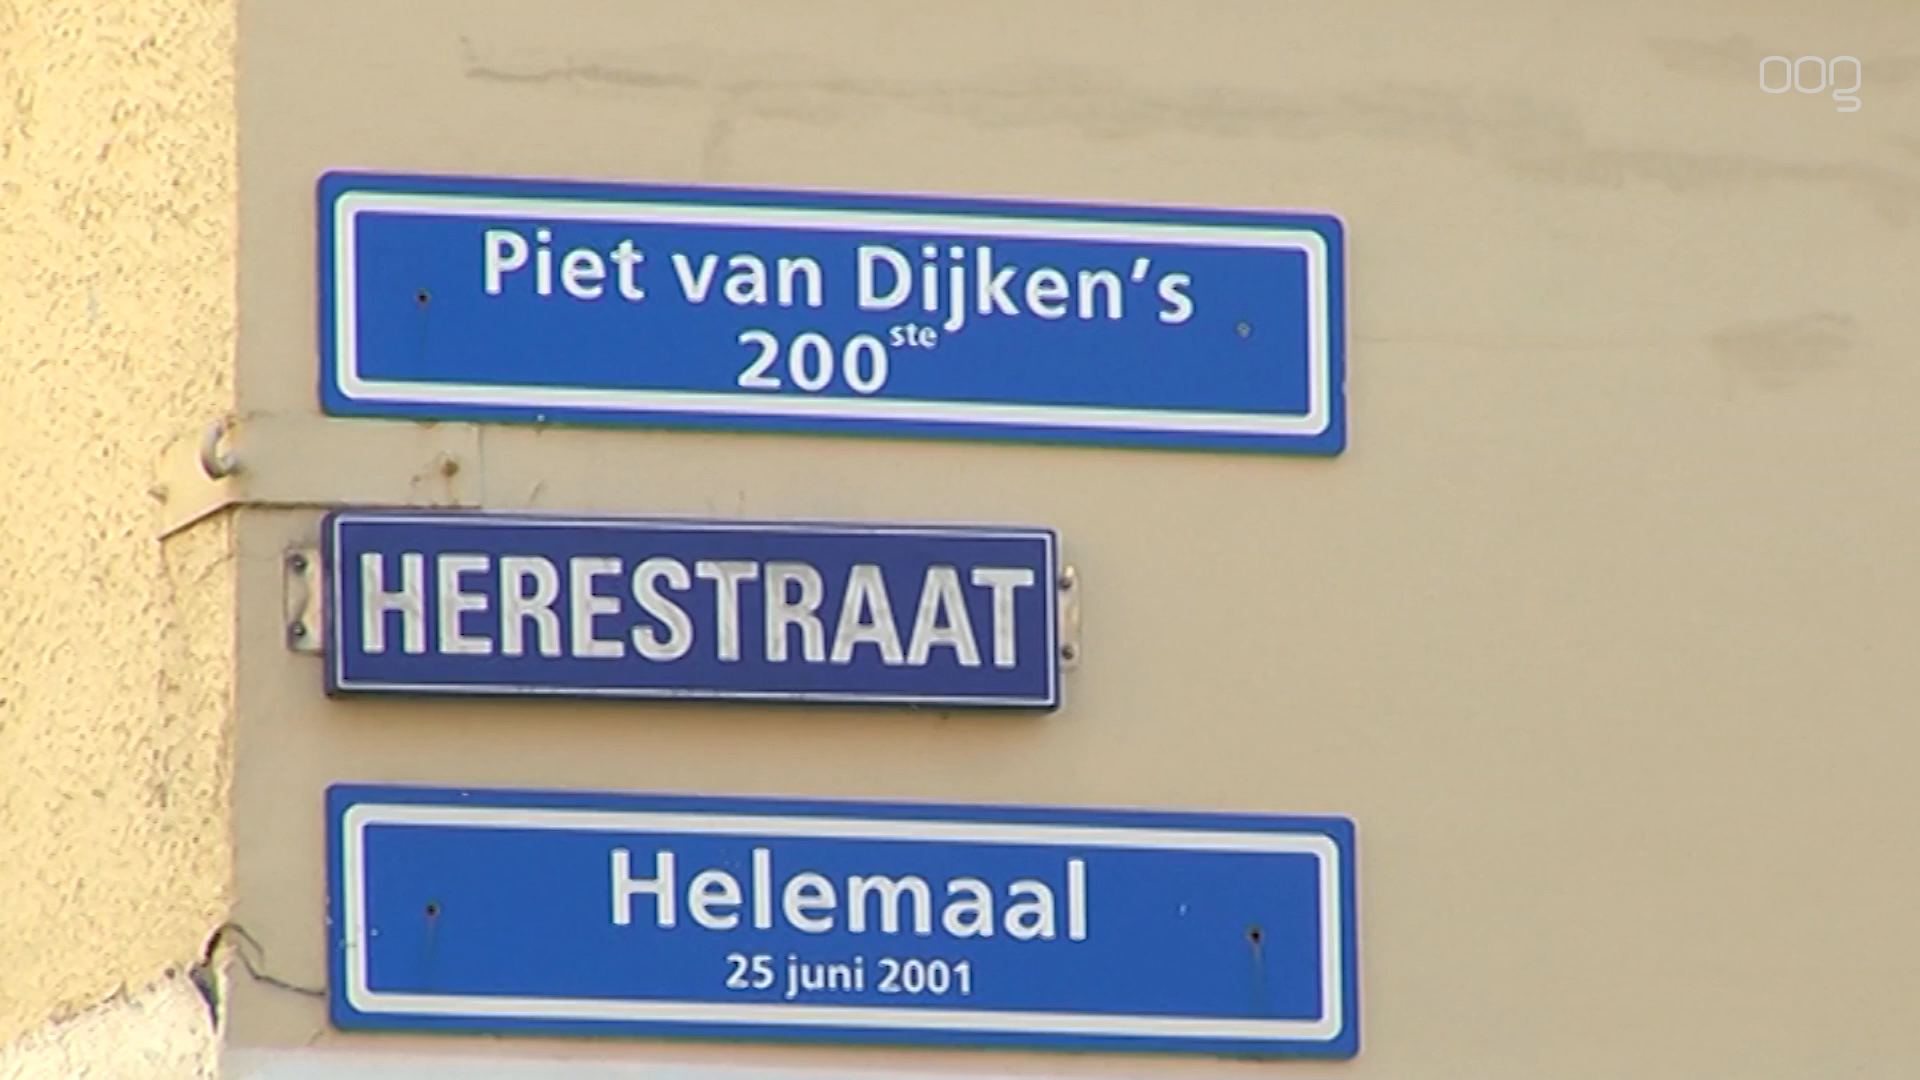 oog
Piet van Dijken's
200ste
HERESTRAAT
Helemaal
25 juni 2001